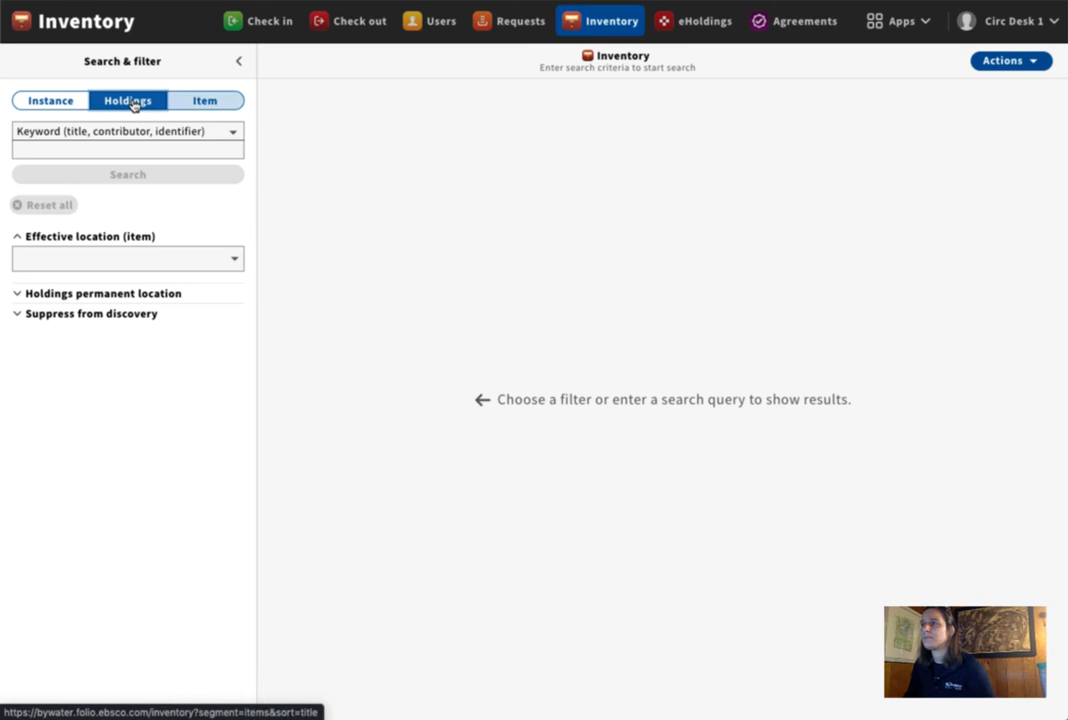 Inventory
Check in
Check out
Users
Requests
Inventory
eHoldings
Agreements
Apps
Circ Desk 1
Search & filter
Inventory
Enter search criteria to start search
Actions
Instance
Holdings
Item
Keyword (title, contributor, identifier)
Search
Reset all
Effective location (item)
Holdings permanent location
Suppress from discovery
Choose a filter or enter a search query to show results.
https://bywater.folio.ebsco.com/inventory?segment=items&sort=title